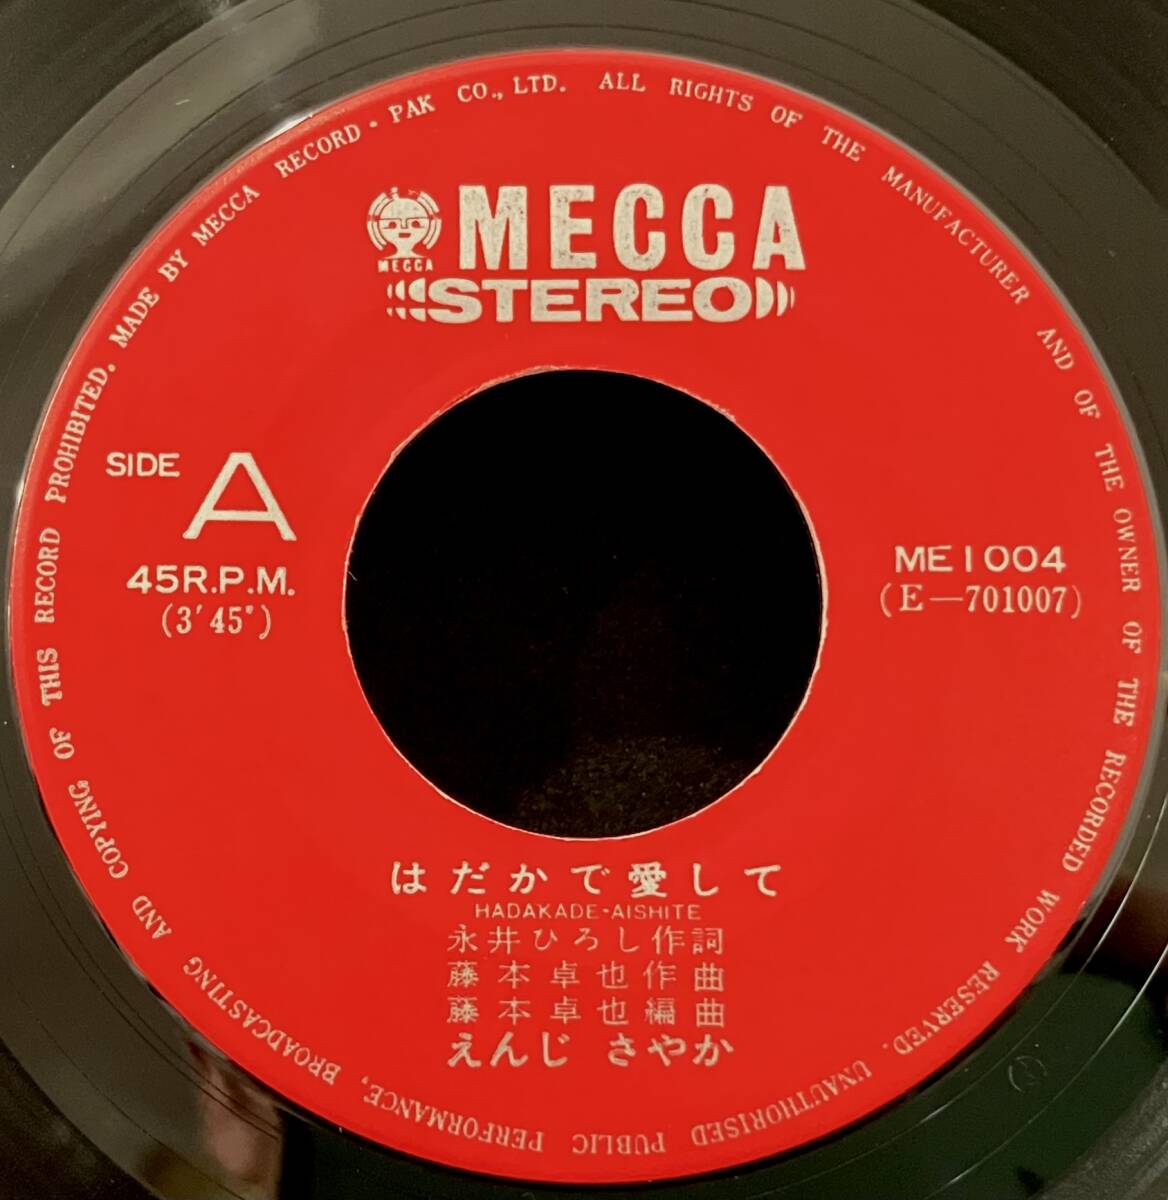 MADE BY MECCA RECORD・PAK CO., LTD. ALL RIGHTS OF THE MANUFACTURER AND OF THE OWNER OF THE RECORDED WORK RESERVED. UNAUTHORISED PUBLIC PERFORMANCE, BROADCASTING AND COPYING OF THIS RECORD PROHIBITED.
MECCA
MECCA
STEREO
SIDE A
45R.P.M.
(3'45")
ME1004
(E—701007)
はだかで愛して
HADAKADE-AISHITE
永井ひろし作詞
藤本卓也作曲
藤本卓也編曲
えんじ さやか